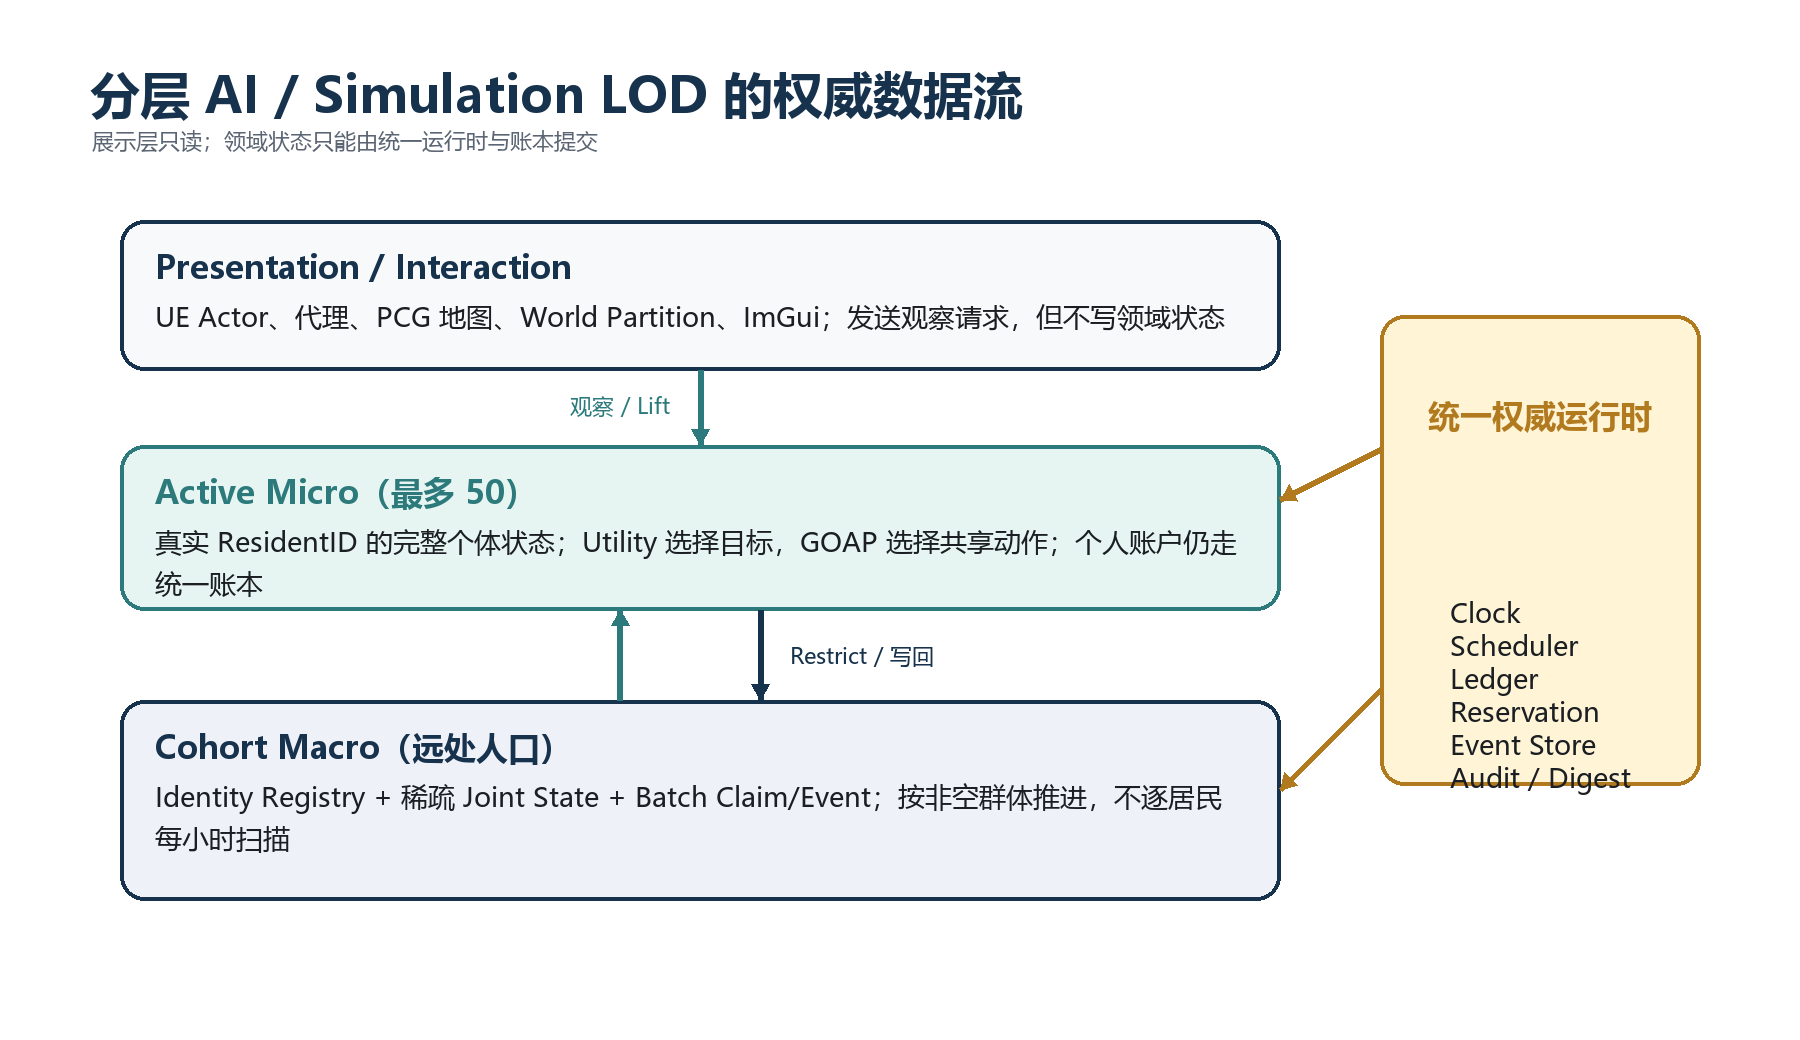 分层 AI / Simulation LOD 的权威数据流
展示层只读；领域状态只能由统一运行时与账本提交
Presentation / Interaction
UE Actor、代理、PCG 地图、World Partition、ImGui；发送观察请求，但不写领域状态
观察 / Lift
Active Micro（最多 50）
真实 ResidentID 的完整个体状态；Utility 选择目标，GOAP 选择共享动作；个人账户仍走
统一账本
Restrict / 写回
Cohort Macro（远处人口）
Identity Registry + 稀疏 Joint State + Batch Claim/Event；按非空群体推进，不逐居民
每小时扫描
统一权威运行时
Clock
Scheduler
Ledger
Reservation
Event Store
Audit / Digest